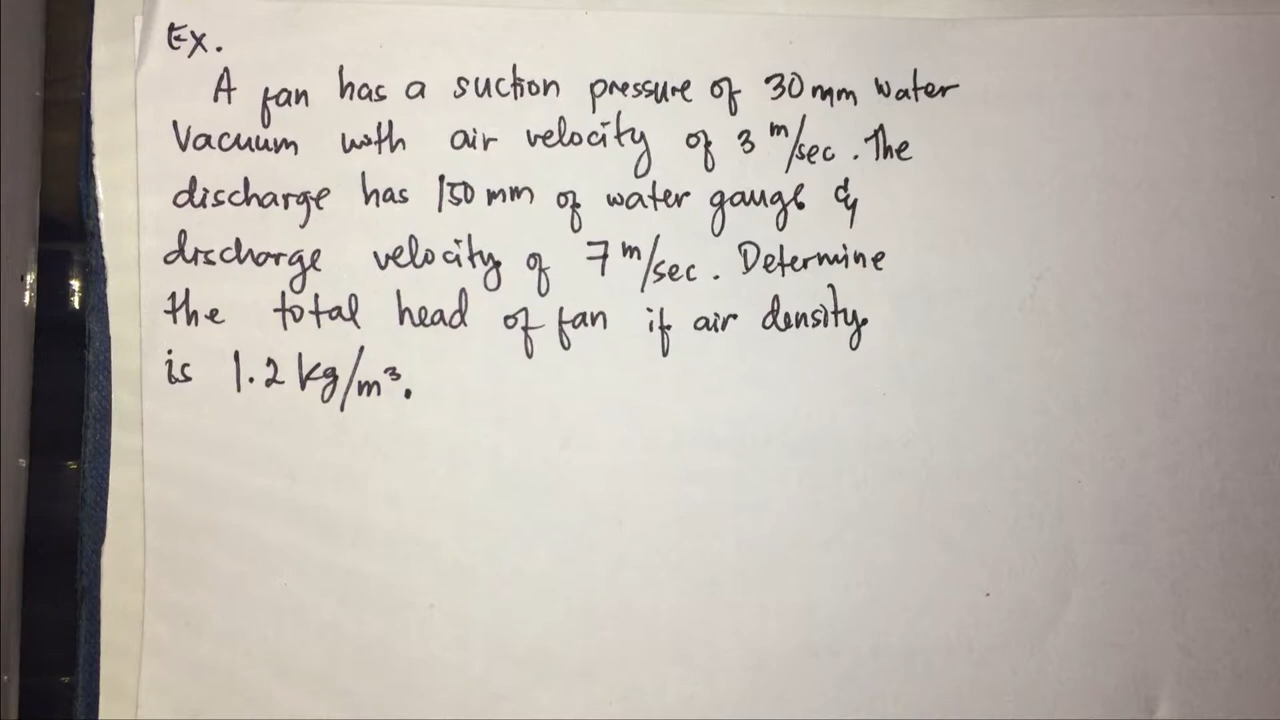 Ex.
A fan has a suction pressure of 30 mm water
Vacuum with air velocity of 3 m/sec. The
discharge has 150 mm of water gauge &
discharge velocity of 7 m/sec. Determine
the total head of fan if air density
is 1.2 kg/m³.